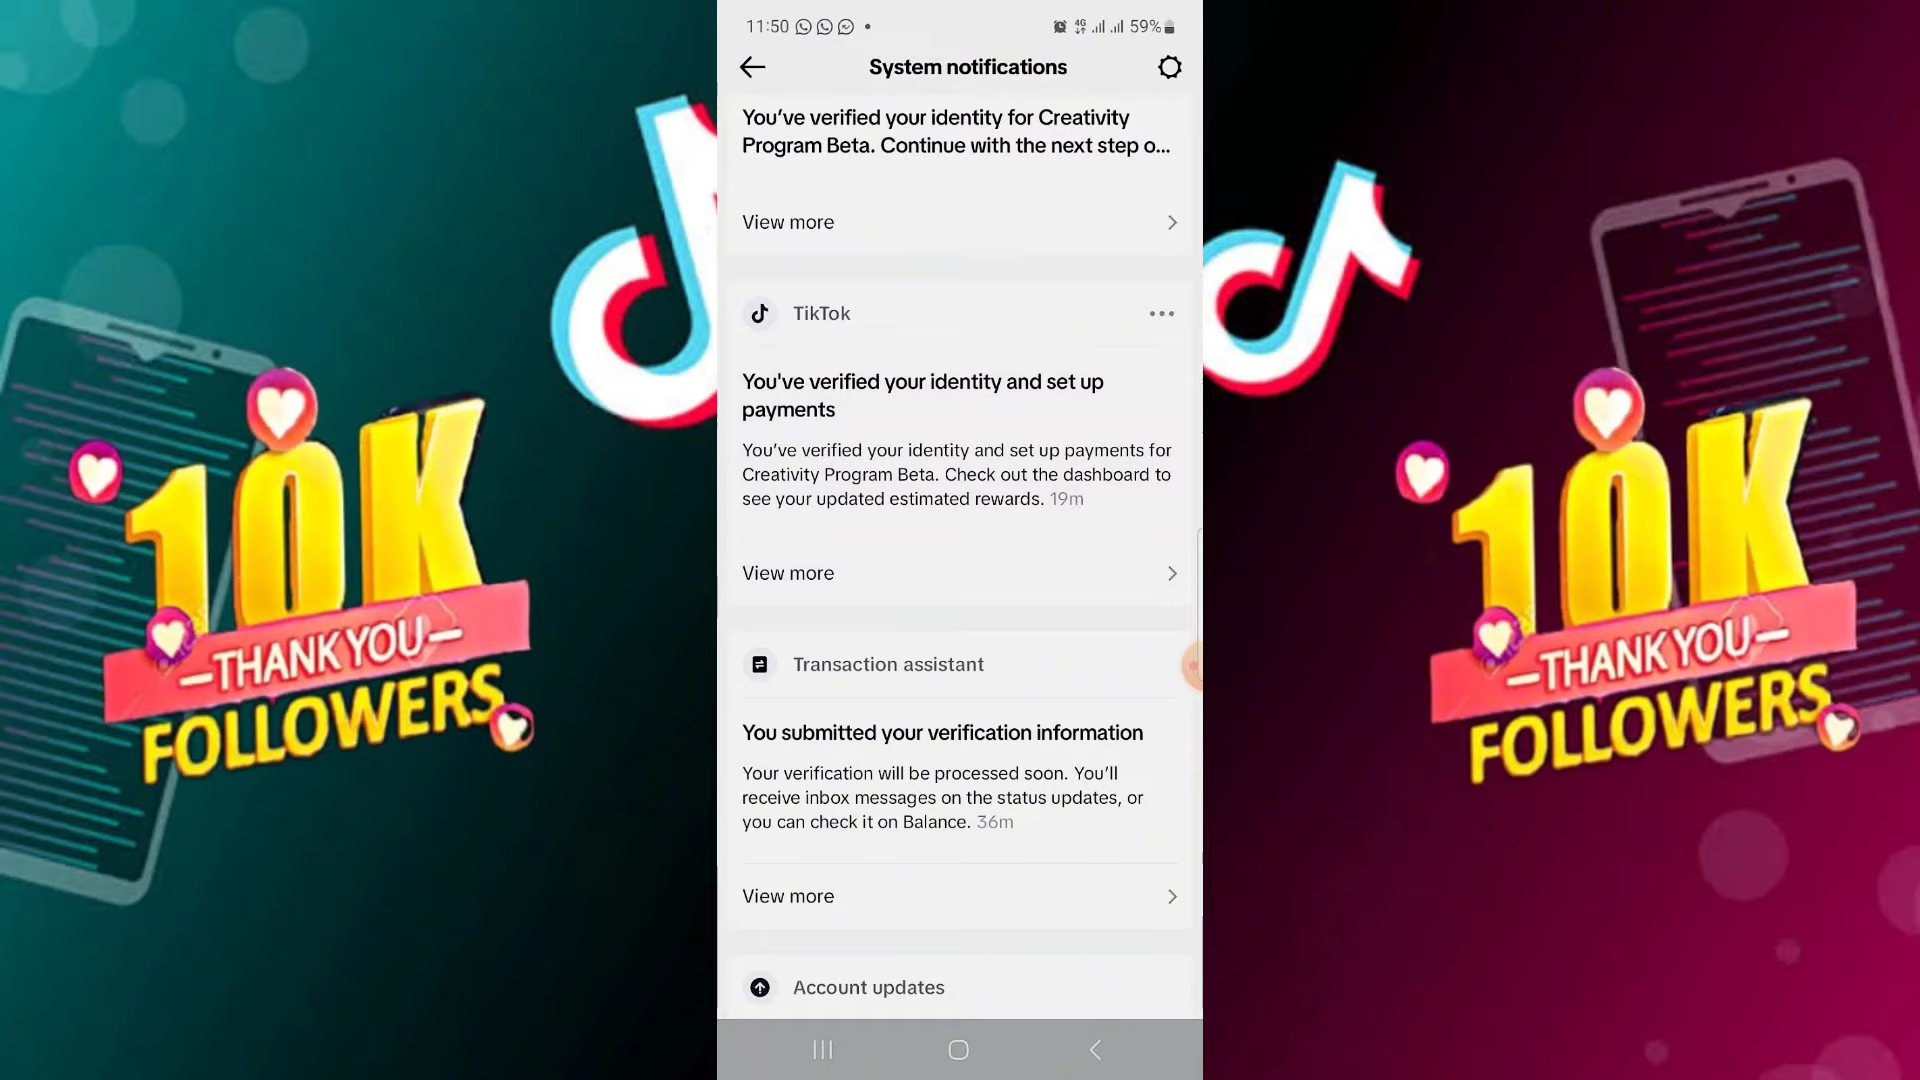 11:50
4G
59%
System notifications
You've verified your identity for Creativity
Program Beta. Continue with the next step o...
View more
TikTok
You've verified your identity and set up
payments
You've verified your identity and set up payments for
Creativity Program Beta. Check out the dashboard to
see your updated estimated rewards. 19m
View more
Transaction assistant
You submitted your verification information
Your verification will be processed soon. You'll
receive inbox messages on the status updates, or
you can check it on Balance. 36m
View more
Account updates
10K
THANK YOU
FOLLOWERS
10K
THANK YOU
FOLLOWERS